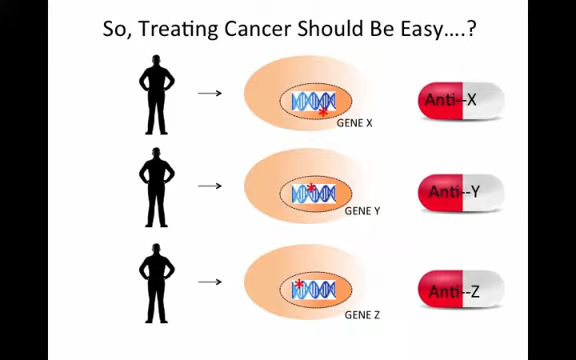 So, Treating Cancer Should Be Easy....?
GENE X
Anti-­‐X
GENE Y
Anti-­‐Y
GENE Z
Anti-­‐Z